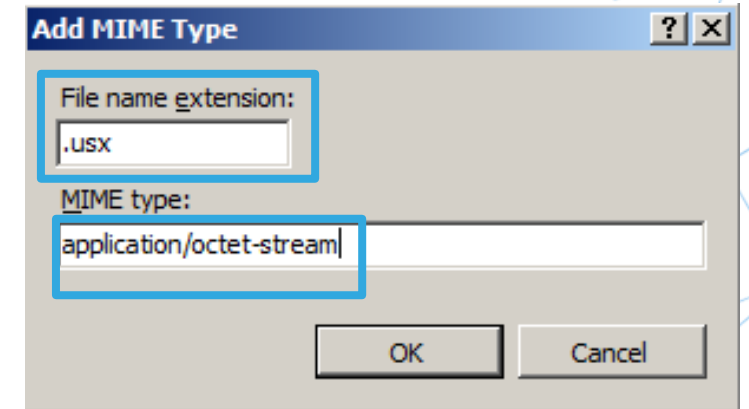 Add MIME Type
File name extension:
.usx
MIME type:
application/octet-stream
OK Cancel